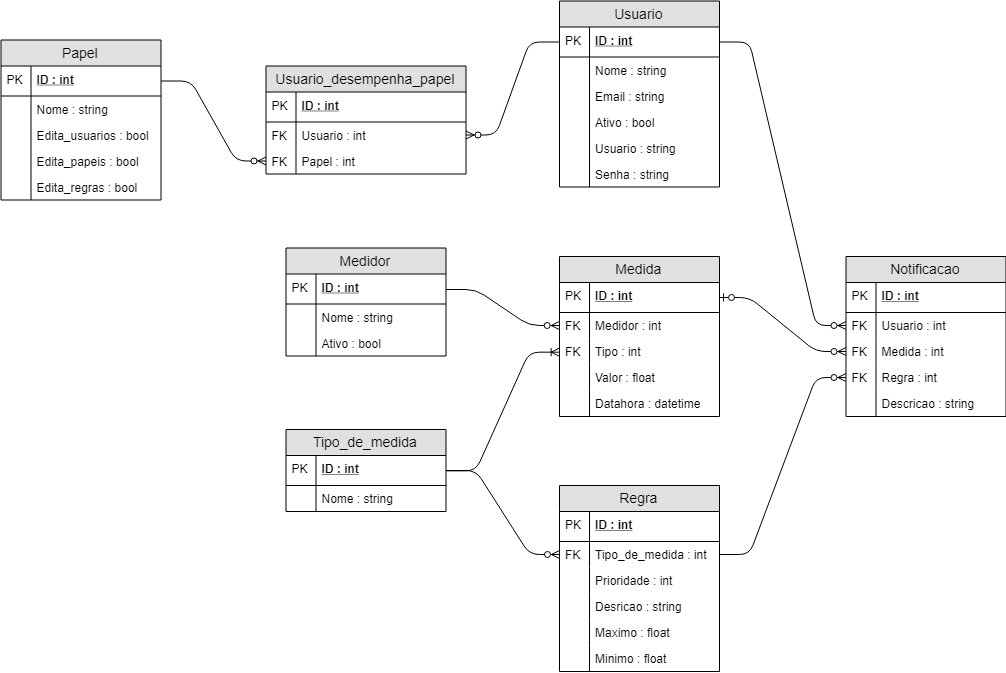 Papel
PK ID : int
Nome : string
Edita_usuarios : bool
Edita_papeis : bool
Edita_regras : bool
Usuario_desempenha_papel
PK ID : int
FK Usuario : int
FK Papel : int
Usuario
PK ID : int
Nome : string
Email : string
Ativo : bool
Usuario : string
Senha : string
Medidor
PK ID : int
Nome : string
Ativo : bool
Medida
PK ID : int
FK Medidor : int
FK Tipo : int
Valor : float
Datahora : datetime
Notificacao
PK ID : int
FK Usuario : int
FK Medida : int
FK Regra : int
Descricao : string
Tipo_de_medida
PK ID : int
Nome : string
Regra
PK ID : int
FK Tipo_de_medida : int
Prioridade : int
Desricao : string
Maximo : float
Minimo : float